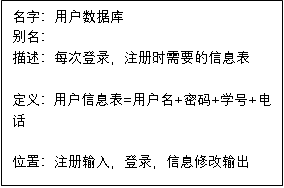 名字：用户数据库
别名：
描述：每次登录，注册时需要的信息表
定义：用户信息表=用户名+密码+学号+电
话
位置：注册输入，登录，信息修改输出